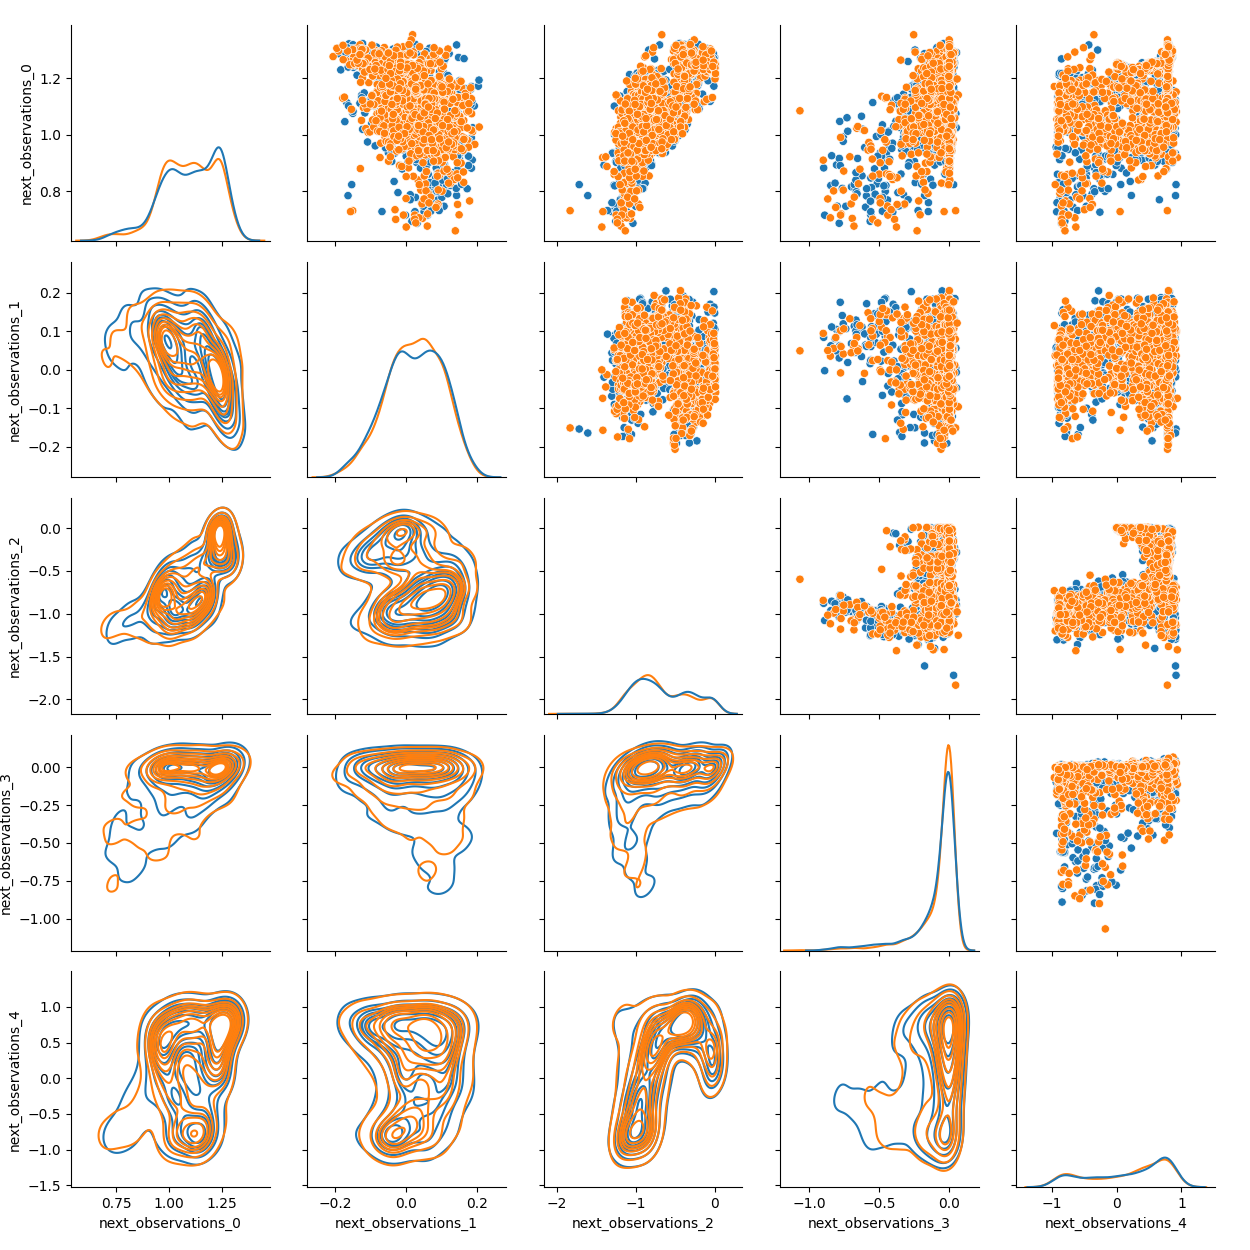 next_observations_0
1.2
1.0
0.8
next_observations_1
0.2
0.1
0.0
−0.1
−0.2
next_observations_2
0.0
−0.5
−1.0
−1.5
−2.0
next_observations_3
0.00
−0.25
−0.50
−0.75
−1.00
next_observations_4
1.0
0.5
0.0
−0.5
−1.0
−1.5
0.75 1.00 1.25
−0.2 0.0 0.2
−2 −1 0
−1.0 −0.5 0.0
−1 0 1
next_observations_0
next_observations_1
next_observations_2
next_observations_3
next_observations_4